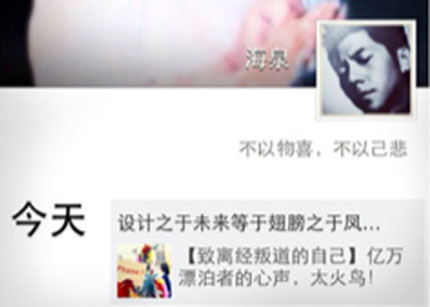 海泉
不以物喜，不以己悲
今天
设计之于未来等于翅膀之于凤...
【致离经叛道的自己】亿万
漂泊者的心声，太火鸟！